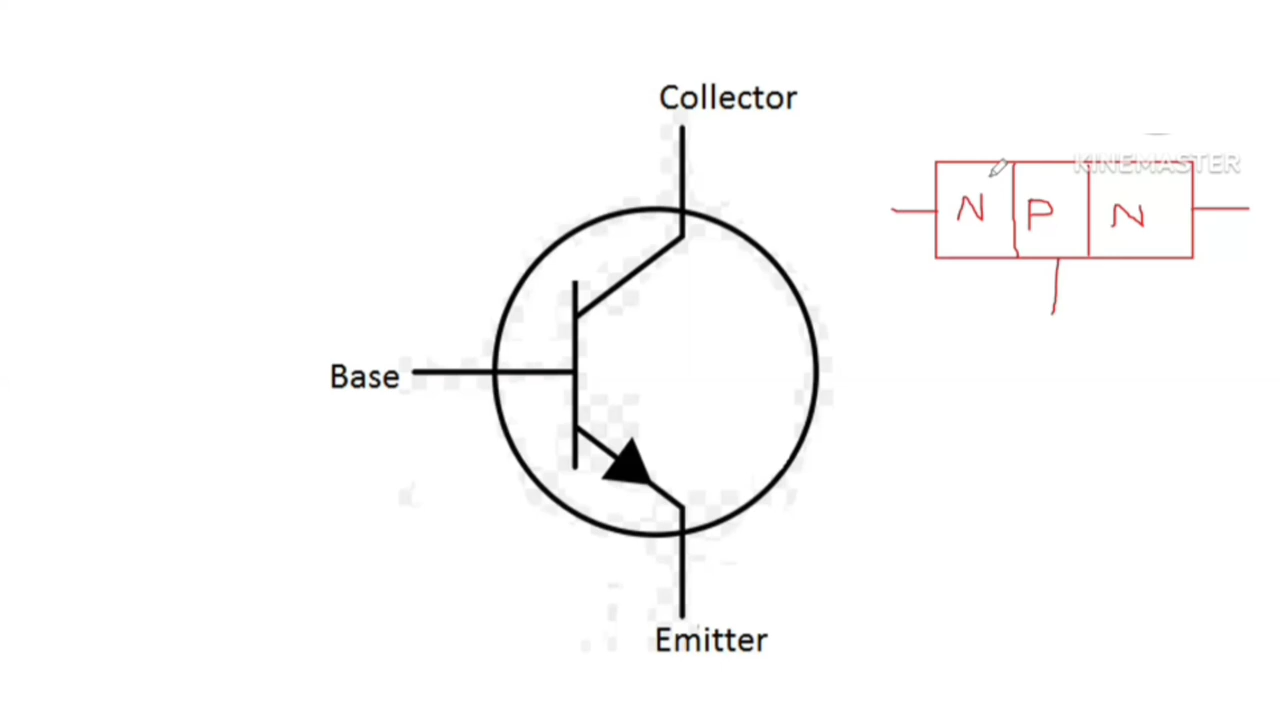 Collector
KINEMASTER
N P N
Base
Emitter